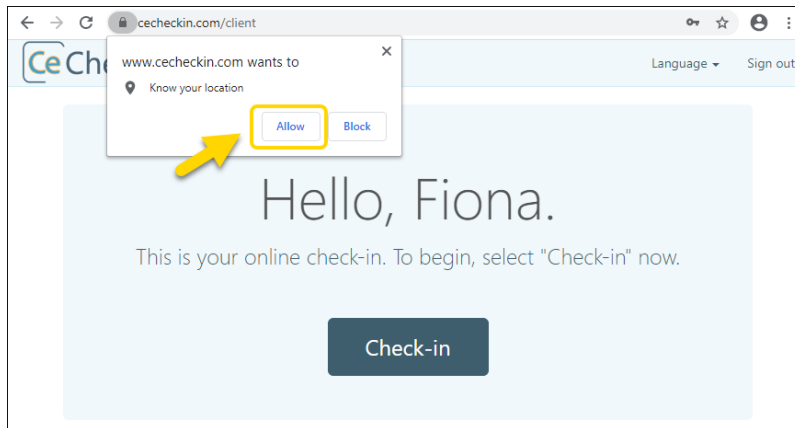 cecheckin.com/client
Ce Che
www.cecheckin.com wants to
Know your location
Allow Block
Language Sign out
Hello, Fiona.
This is your online check-in. To begin, select "Check-in" now.
Check-in